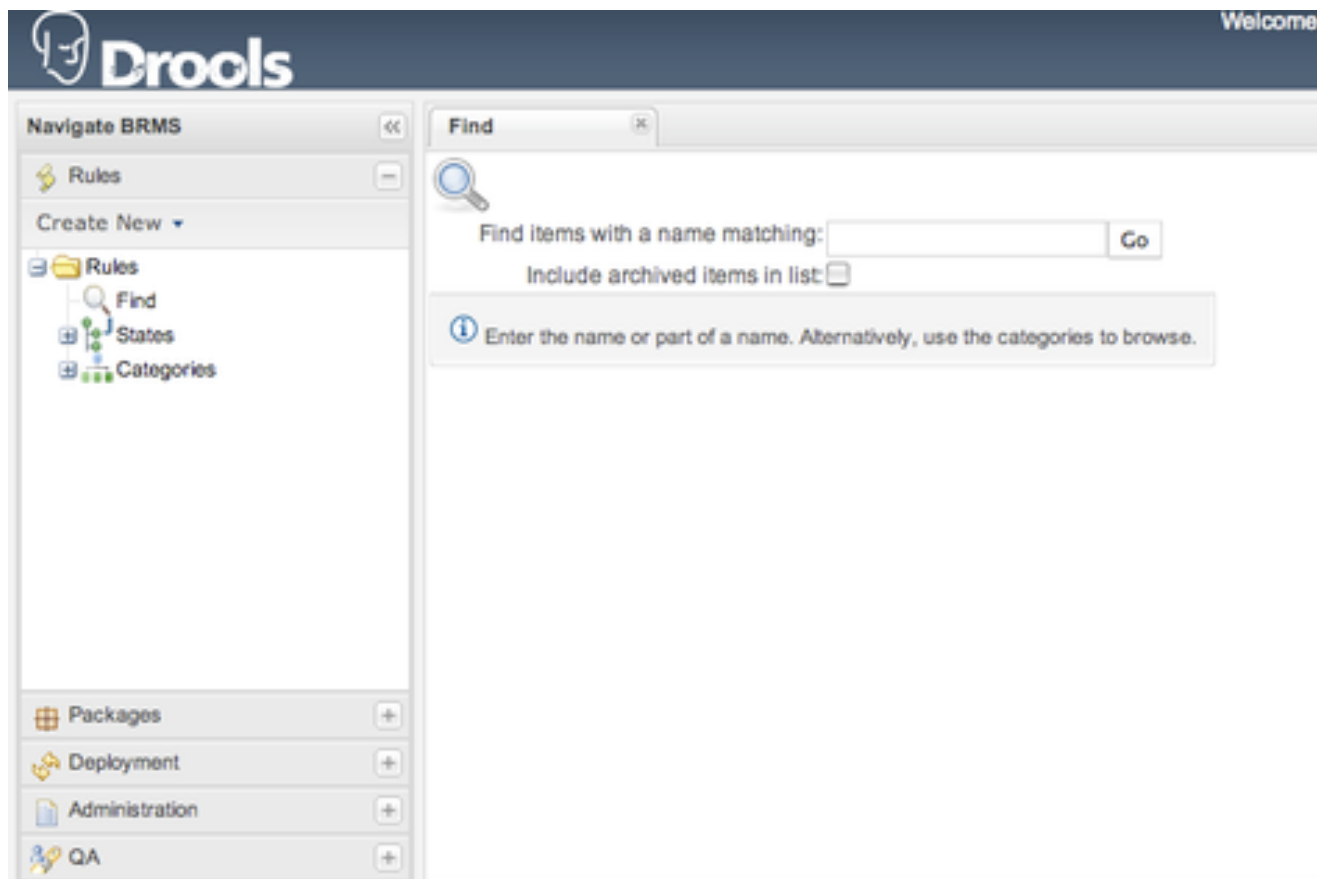 Drools
Welcome
Navigate BRMS
Rules
Create New
Rules
Find
States
Categories
Packages
Deployment
Administration
QA
Find
Find items with a name matching:
Go
Include archived items in list:
Enter the name or part of a name. Alternatively, use the categories to browse.